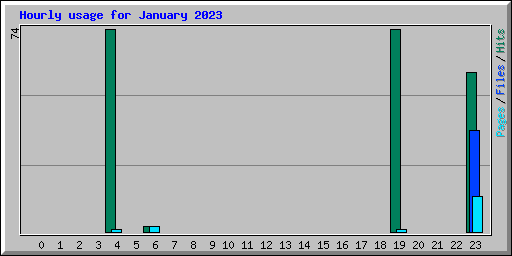 Hourly usage for January 2023
74
Pages/Files/Hits
0 1 2 3 4 5 6 7 8 9 10 11 12 13 14 15 16 17 18 19 20 21 22 23